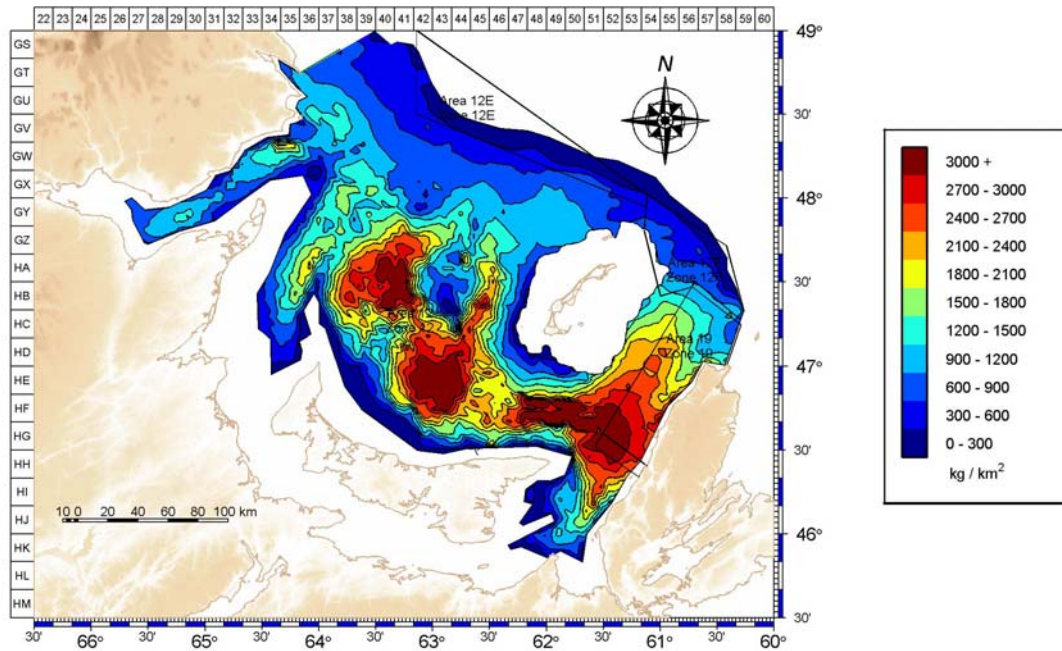 22 23 24 25 26 27 28 29 30 31 32 33 34 35 36 37 38 39 40 41 42 43 44 45 46 47 48 49 50 51 52 53 54 55 56 57 58 59 60
GS
49°
GT
N
GU
Area 12E
Zone 12E
30'
GV
GW
GX
GY
48°
GZ
HA
Zone 12
30'
HB
HC
Area 19
Zone 19
HD
47°
HE
HF
HG
30'
HH
HI
10 0 20 40 60 80 100 km
HJ
46°
HK
HL
HM
30'
30' 66° 30' 65° 30' 64° 30' 63° 30' 62° 30' 61° 30' 60°
3000 +
2700 - 3000
2400 - 2700
2100 - 2400
1800 - 2100
1500 - 1800
1200 - 1500
900 - 1200
600 - 900
300 - 600
0 - 300
kg / km²